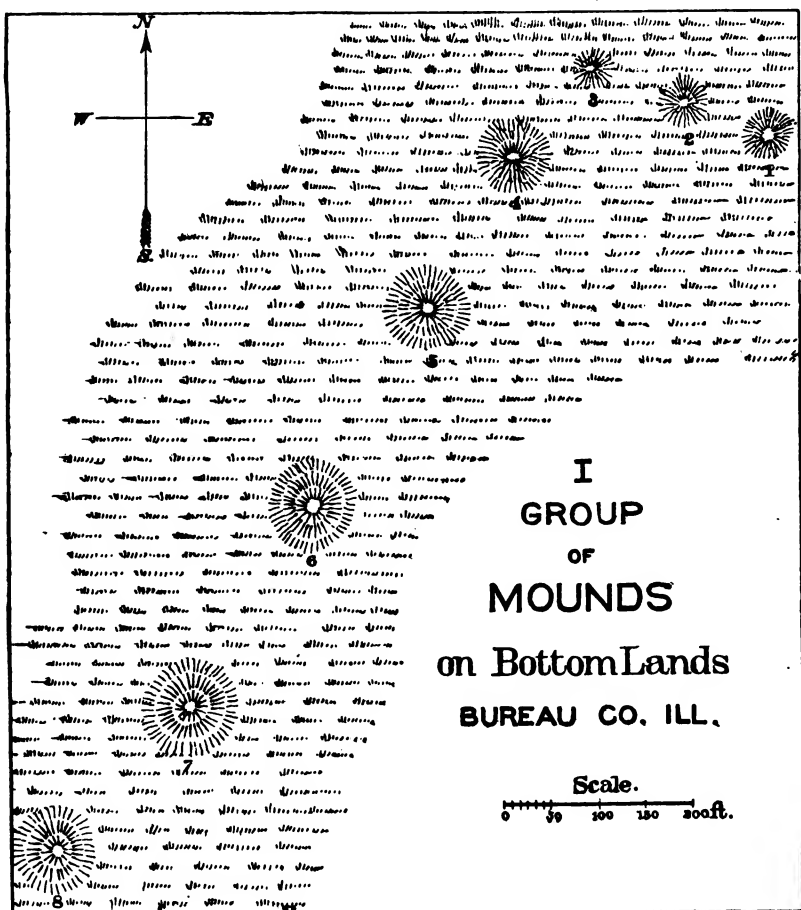 N
W E
S.
3
2
1
4
5
6
7
8
I
GROUP
OF
MOUNDS
on Bottom Lands
BUREAU CO. ILL.
Scale.
0 50 100 150 200ft.